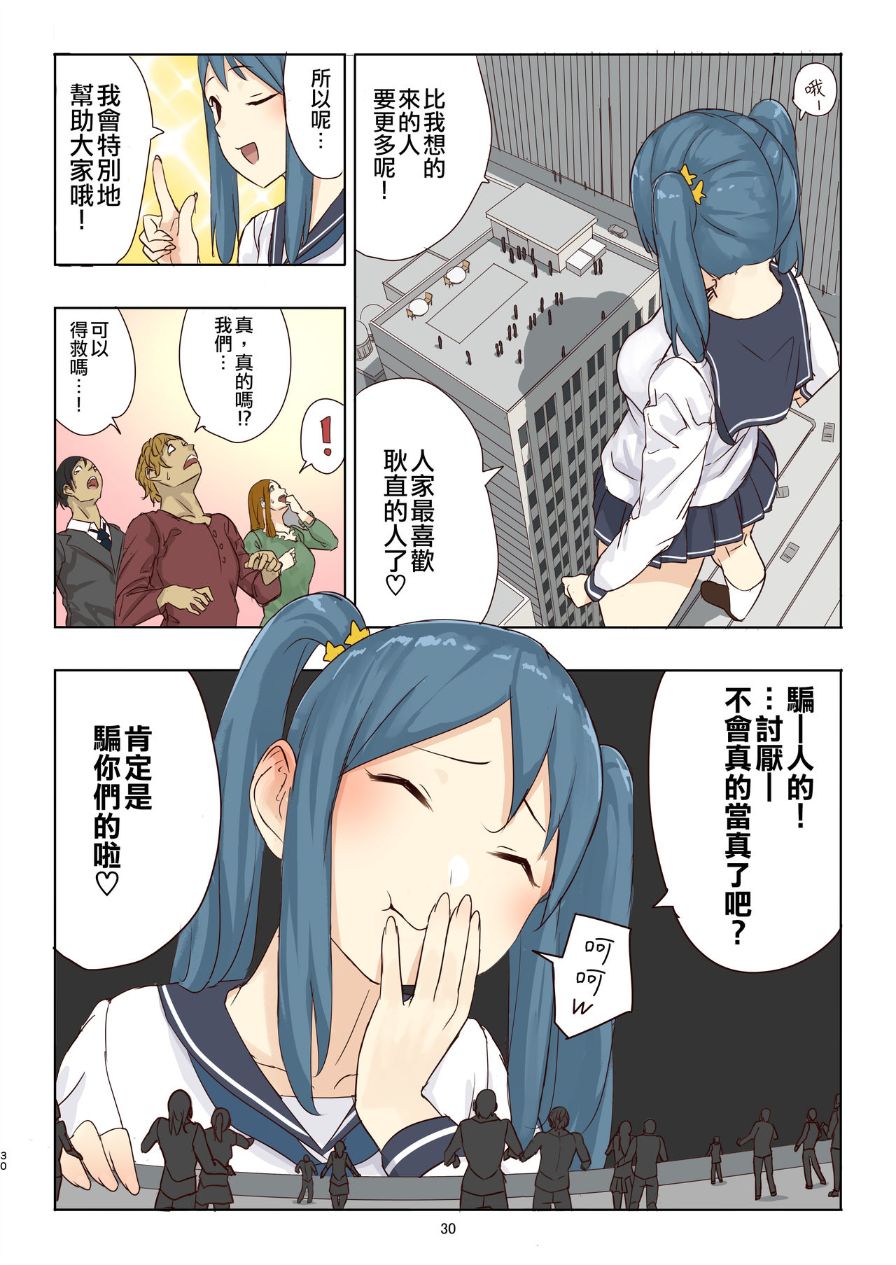 哦ー
比我想的
來的人
要更多呢！
人家最喜歡
耿直的人了♡
所以呢…
我會特別地
幫助大家哦！
！
真，真的嗎!?
我們…
可以
得救嗎…！
騙ー人的！
…討厭ー
不會真的當真了吧？
呵
呵
w
肯定是
騙你們的啦♡
30
30